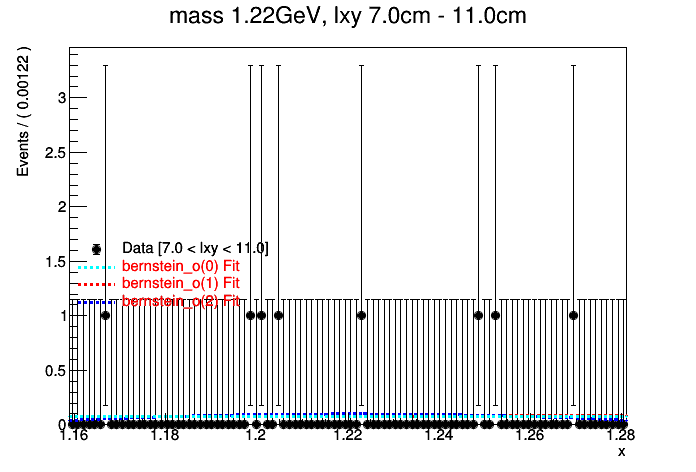 mass 1.22GeV, lxy 7.0cm - 11.0cm
Events / ( 0.00122 )
3
2.5
2
1.5
1
0.5
0
Data [7.0 < lxy < 11.0]
bernstein_o(0) Fit
bernstein_o(1) Fit
bernstein_o(2) Fit
1.16 1.18 1.2 1.22 1.24 1.26 1.28
x